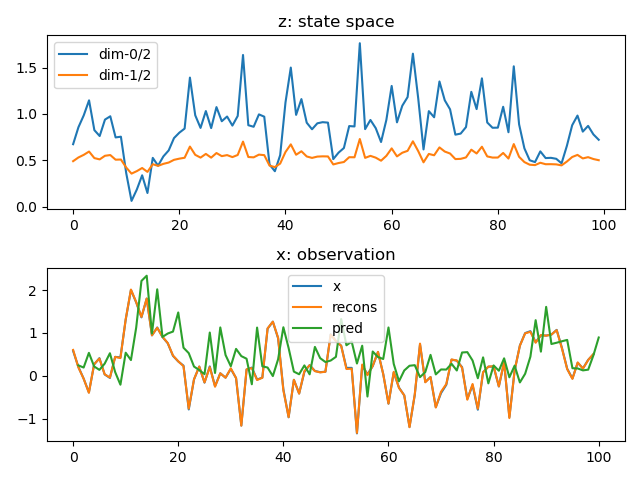 z: state space
dim-0/2
dim-1/2
1.5
1.0
0.5
0.0
0 20 40 60 80 100
x: observation
x
recons
pred
2
1
0
−1
0 20 40 60 80 100